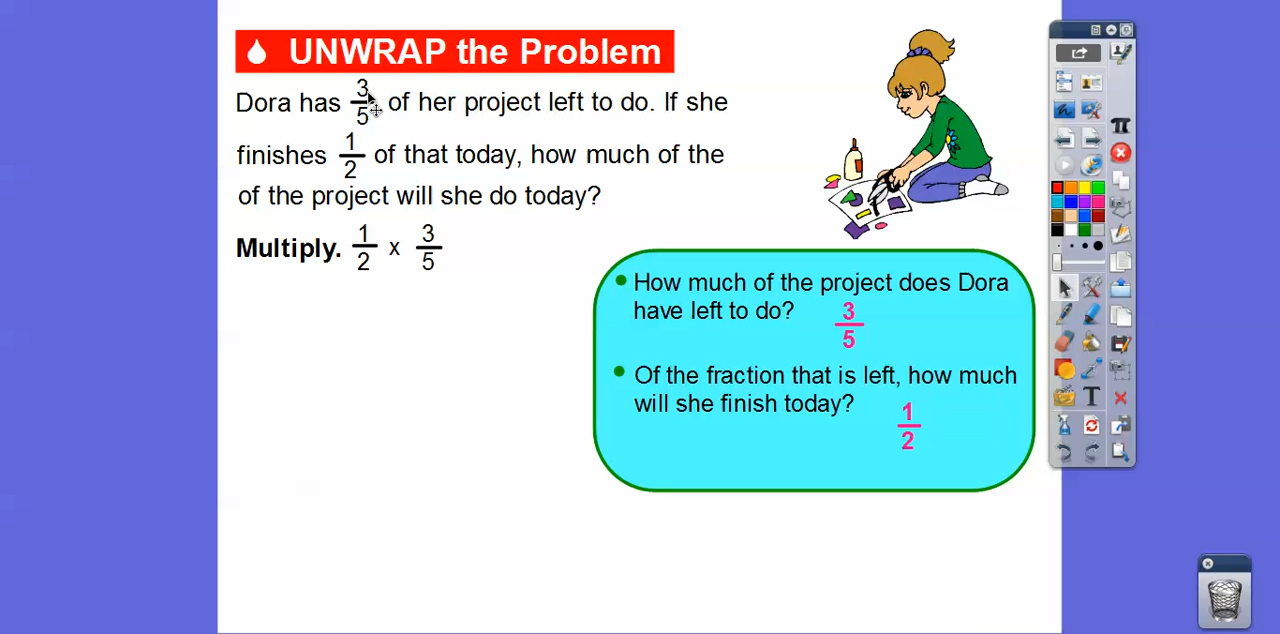 UNWRAP the Problem
Dora has 3/5 of her project left to do. If she
finishes 1/2 of that today, how much of the
of the project will she do today?
Multiply. 1/2 x 3/5
• How much of the project does Dora
have left to do? 3/5
• Of the fraction that is left, how much
will she finish today? 1/2